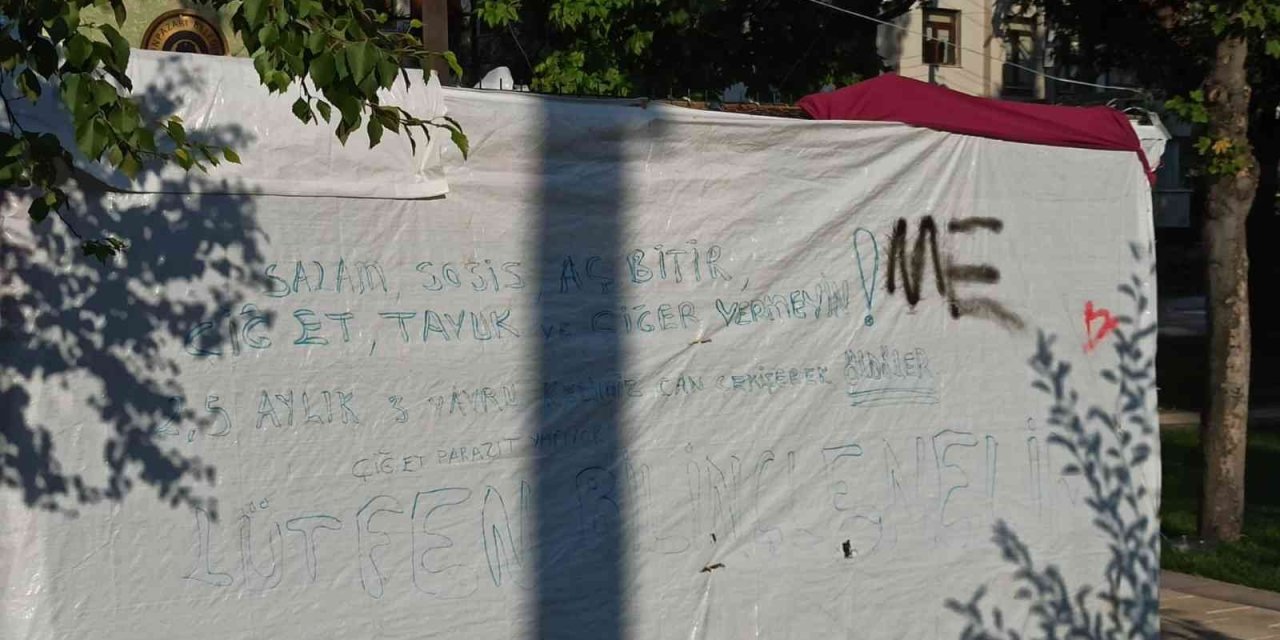 SALAM, SOSİS, AÇ BİTİR,
ÇİĞ ET, TAVUK ve CİĞER VERMEYİN!
ME
B
2,5 AYLIK 3 YAVRU KEDİ CAN ÇEKİŞEREK ÖLDÜLER
ÇİĞ ET PARAZİT YAPIYOR
LÜTFEN BİLİNÇLENELİM